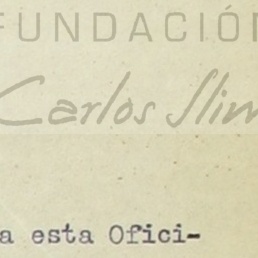 FUNDACIÓN
Carlos Slim
a esta Ofici-